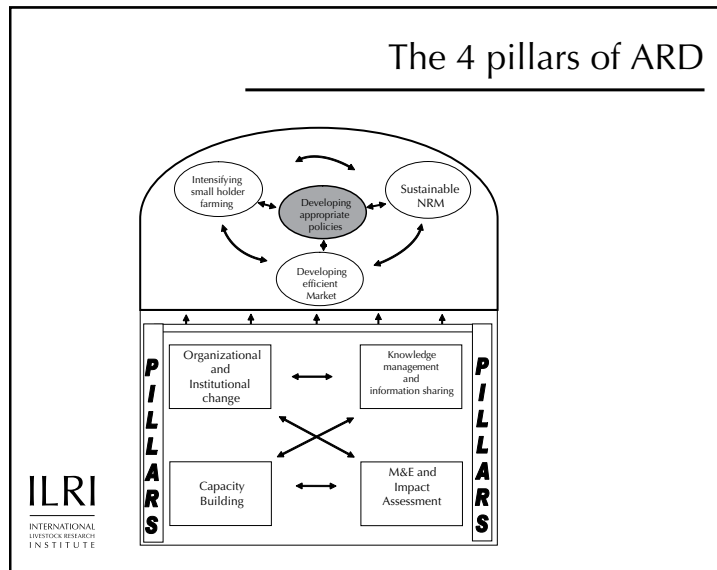 The 4 pillars of ARD
Intensifying
small holder
farming
Developing
appropriate
policies
Sustainable
NRM
Developing
efficient
Market
PILLARS
Organizational
and
Institutional
change
Knowledge
management
and
information sharing
Capacity
Building
M&E and
Impact
Assessment
PILLARS
ILRI
INTERNATIONAL
LIVESTOCK RESEARCH
INSTITUTE